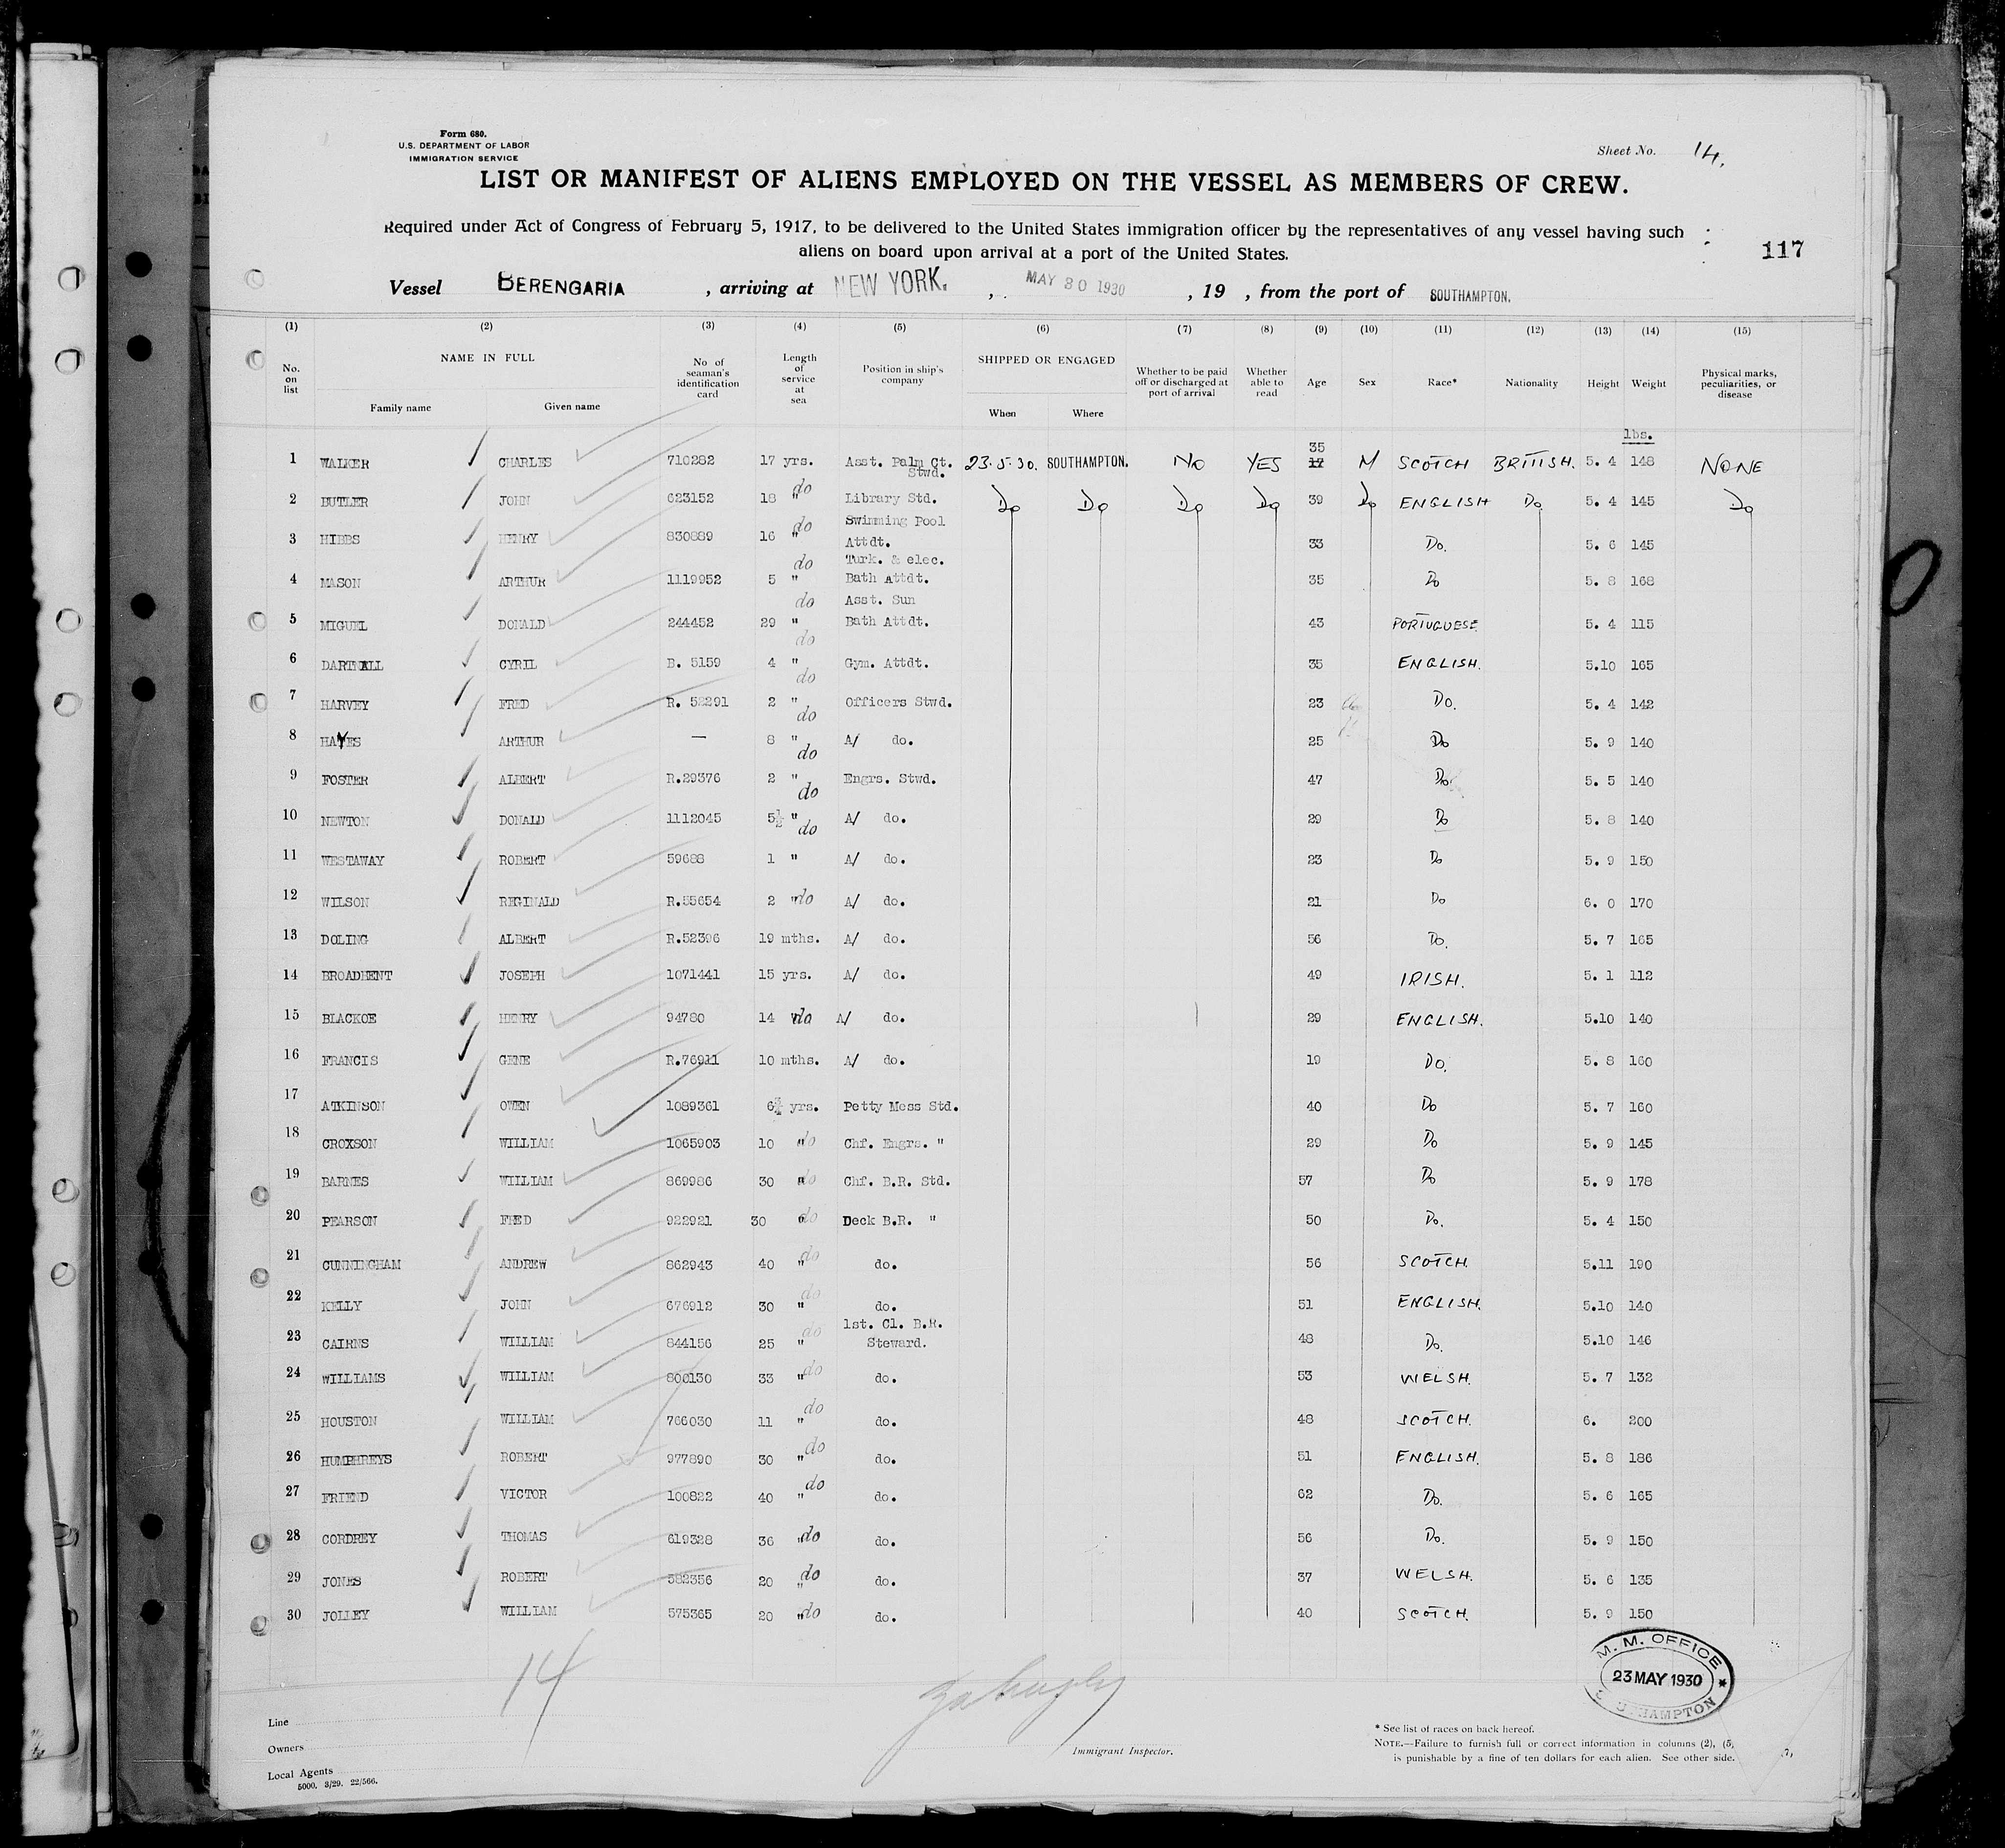 Form 680.
U.S. DEPARTMENT OF LABOR
IMMIGRATION SERVICE
Sheet No. 14.
LIST OR MANIFEST OF ALIENS EMPLOYED ON THE VESSEL AS MEMBERS OF CREW.
Required under Act of Congress of February 5, 1917, to be delivered to the United States immigration officer by the representatives of any vessel having such
aliens on board upon arrival at a port of the United States.
117
Vessel BERENGARIA , arriving at NEW YORK. , MAY 30 1930 , 19 , from the port of SOUTHAMPTON.
(1) (2) (3) (4) (5) (6) (7) (8) (9) (10) (11) (12) (13) (14) (15)
No. on list NAME IN FULL Family name Given name No of seaman's identification card Length of service at sea Position in ship's company SHIPPED OR ENGAGED When Where Whether to be paid off or discharged at port of arrival Whether able to read Age Sex Race* Nationality Height Weight Physical marks, peculiarities, or disease
lbs.
1 WALKER CHARLES 710282 17 yrs. Asst. Palm Ct. Stwd. 23.5.30. SOUTHAMPTON. No YES 35 17 M SCOTCH BRITISH. 5. 4 148 NONE
2 BUTLER JOHN 623152 18 " do Library Std. Do Do Do Do 39 Do ENGLISH Do. 5. 4 145 Do
3 HIBBS HENRY 830889 16 " do Swimming Pool Attdt. 33 Do. 5. 6 145
4 MASON ARTHUR 1119952 5 " do Turk. & elec. Bath Attdt. 35 Do 5. 8 168
5 MIGUEL DONALD 244452 29 " do Asst. Sun Bath Attdt. 43 PORTUGUESE. 5. 4 115
6 DARTNALL CYRIL B. 5159 4 " do Gym. Attdt. 35 ENGLISH. 5.10 165
7 HARVEY FRED R. 52291 2 " do Officers Stwd. 23 Do. 5. 4 142
8 HAYES ARTHUR — 8 " do A/ do. 25 Do 5. 9 140
9 FOSTER ALBERT R.29376 2 " do Engrs. Stwd. 47 Do 5. 5 140
10 NEWTON DONALD 1112045 5½ " do A/ do. 29 Do 5. 8 140
11 WESTAWAY ROBERT 59688 1 " do A/ do. 23 Do 5. 9 150
12 WILSON REGINALD R.55654 2 " do A/ do. 21 Do 6. 0 170
13 DOLING ALBERT R.52396 19 mths. A/ do. 56 Do. 5. 7 165
14 BROADBENT JOSEPH 1071441 15 yrs. A/ do. 49 IRISH. 5. 1 112
15 BLACKOE HENRY 94780 14 " do A/ do. 29 ENGLISH. 5.10 140
16 FRANCIS GENE R.76911 10 mths. A/ do. 19 Do. 5. 8 160
17 ATKINSON OWEN 1089361 6¾ yrs. Petty Mess Std. 40 Do 5. 7 160
18 CROXSON WILLIAM 1065903 10 " do Chf. Engrs. " 29 Do 5. 9 145
19 BARNES WILLIAM 869986 30 " do Chf. B.R. Std. 57 Do 5. 9 178
20 PEARSON FRED 922921 30 " do Deck B.R. " 50 Do. 5. 4 150
21 CUNNINGHAM ANDREW 862943 40 " do do. 56 SCOTCH. 5.11 190
22 KELLY JOHN 676912 30 " do do. 51 ENGLISH. 5.10 140
23 CAIRNS WILLIAM 844156 25 " do 1st. Cl. B.R. Steward. 48 Do. 5.10 146
24 WILLIAMS WILLIAM 806130 33 " do do. 53 WELSH. 5. 7 132
25 HOUSTON WILLIAM 766030 11 " do do. 48 SCOTCH. 6. 200
26 HUMPHREYS ROBERT 977890 30 " do do. 51 ENGLISH. 5. 8 186
27 FRIEND VICTOR 100822 40 " do do. 62 Do. 5. 6 165
28 CORDREY THOMAS 619328 36 " do do. 56 Do. 5. 9 150
29 JONES ROBERT 582356 20 " do do. 37 WELSH. 5. 6 135
30 JOLLEY WILLIAM 575365 20 " do do. 40 SCOTCH. 5. 9 150
14
M. M. OFFICE
23 MAY 1930
Line
Owners
Local Agents
5000. 3/29. 22/566.
Immigrant Inspector.
* See list of races on back hereof.
NOTE.—Failure to furnish full or correct information in columns (2), (5,
is punishable by a fine of ten dollars for each alien. See other side.